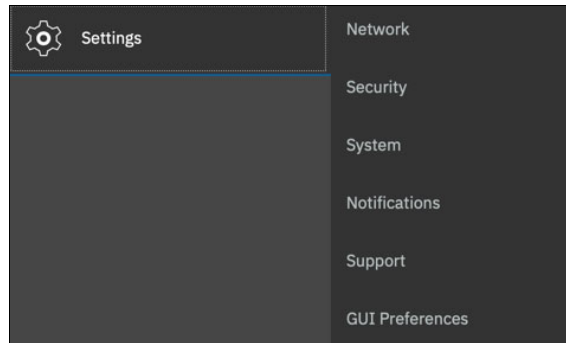 Settings
Network
Security
System
Notifications
Support
GUI Preferences